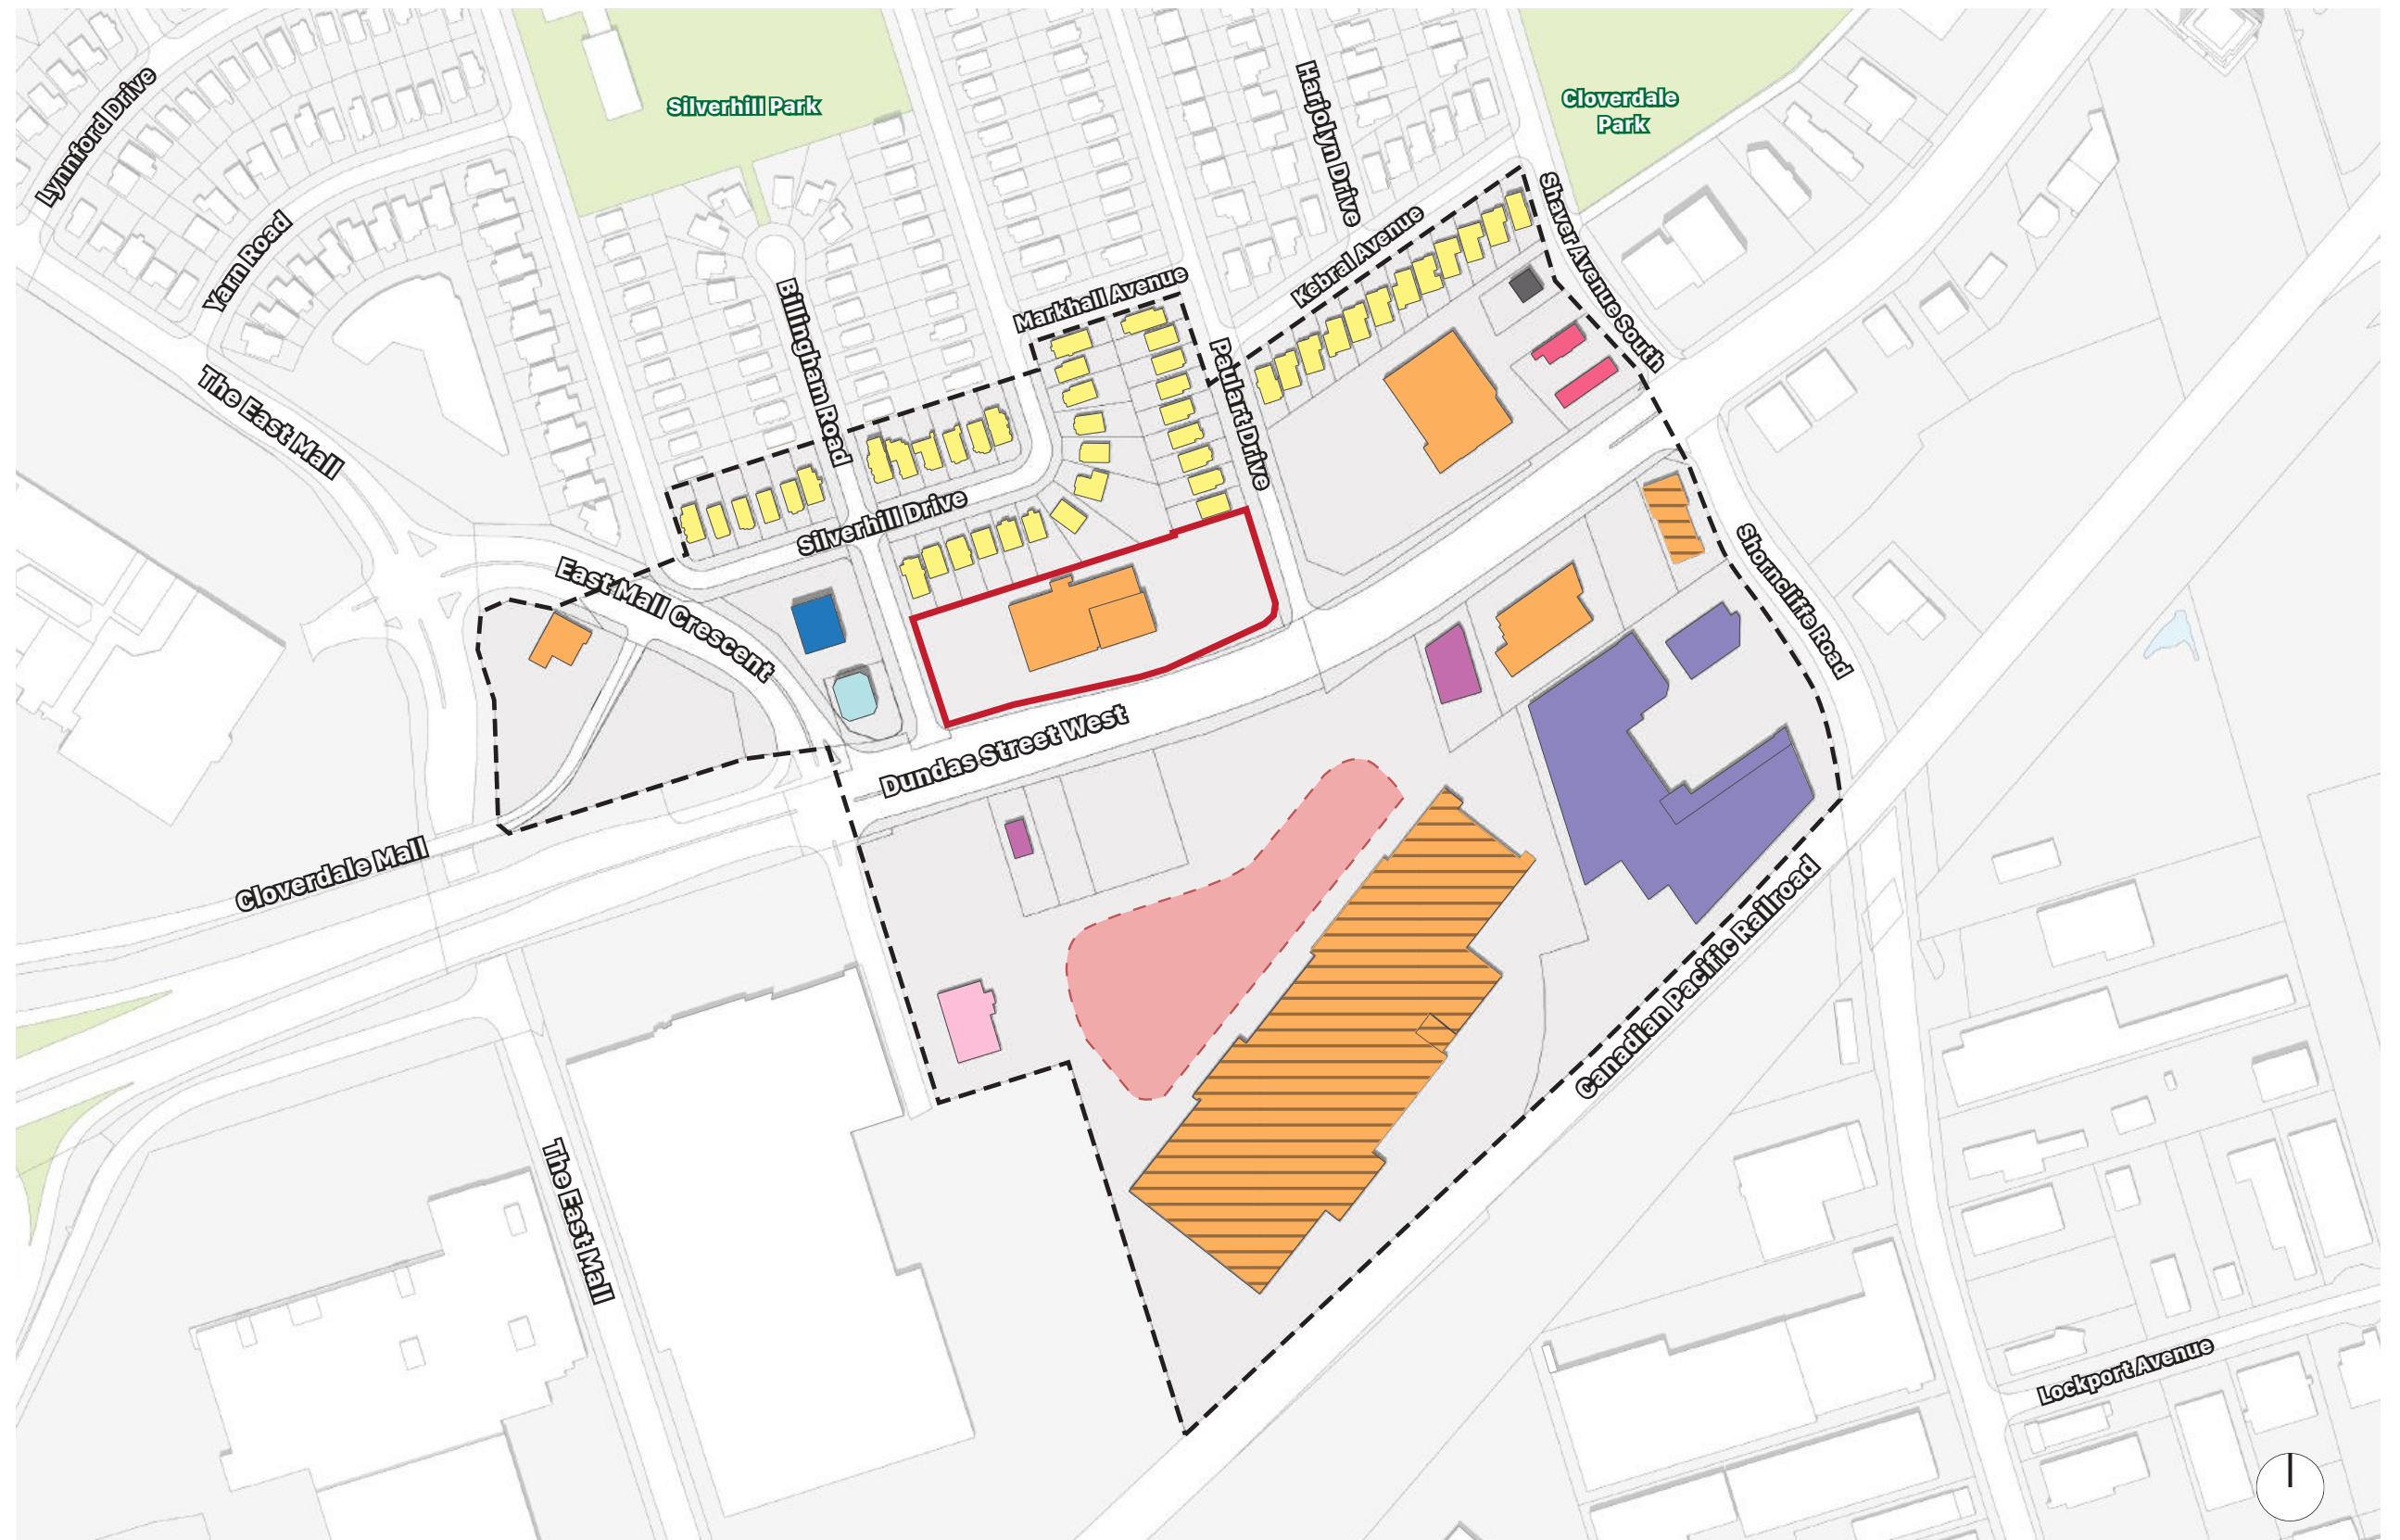 Lynnford Drive
Silverhill Park
Harjolyn Drive
Cloverdale
Park
Yarn Road
Shaver Avenue South
Kebral Avenue
Markhall Avenue
Billingham Road
Paulart Drive
The East Mall
Silverhill Drive
East Mall Crescent
Shorncliffe Road
Dundas Street West
Cloverdale Mall
Canadian Pacific Railroad
The East Mall
Lockport Avenue